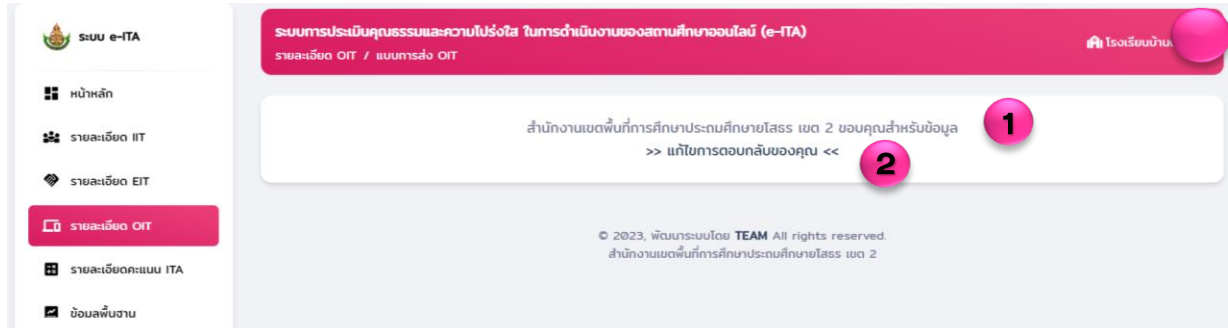 ระบบ e-ITA
หน้าหลัก
รายละเอียด IIT
รายละเอียด EIT
รายละเอียด OIT
รายละเอียดคะแนน ITA
ข้อมูลพื้นฐาน
ระบบการประเมินคุณธรรมและความโปร่งใส ในการดำเนินงานของสถานศึกษาออนไลน์ (e-ITA)
รายละเอียด OIT / แบบการส่ง OIT
โรงเรียนบ้าน
สำนักงานเขตพื้นที่การศึกษาประถมศึกษายโสธร เขต 2 ขอบคุณสำหรับข้อมูล
1
>> แก้ไขการตอบกลับของคุณ <<
2
© 2023, พัฒนาระบบโดย TEAM All rights reserved.
สำนักงานเขตพื้นที่การศึกษาประถมศึกษายโสธร เขต 2